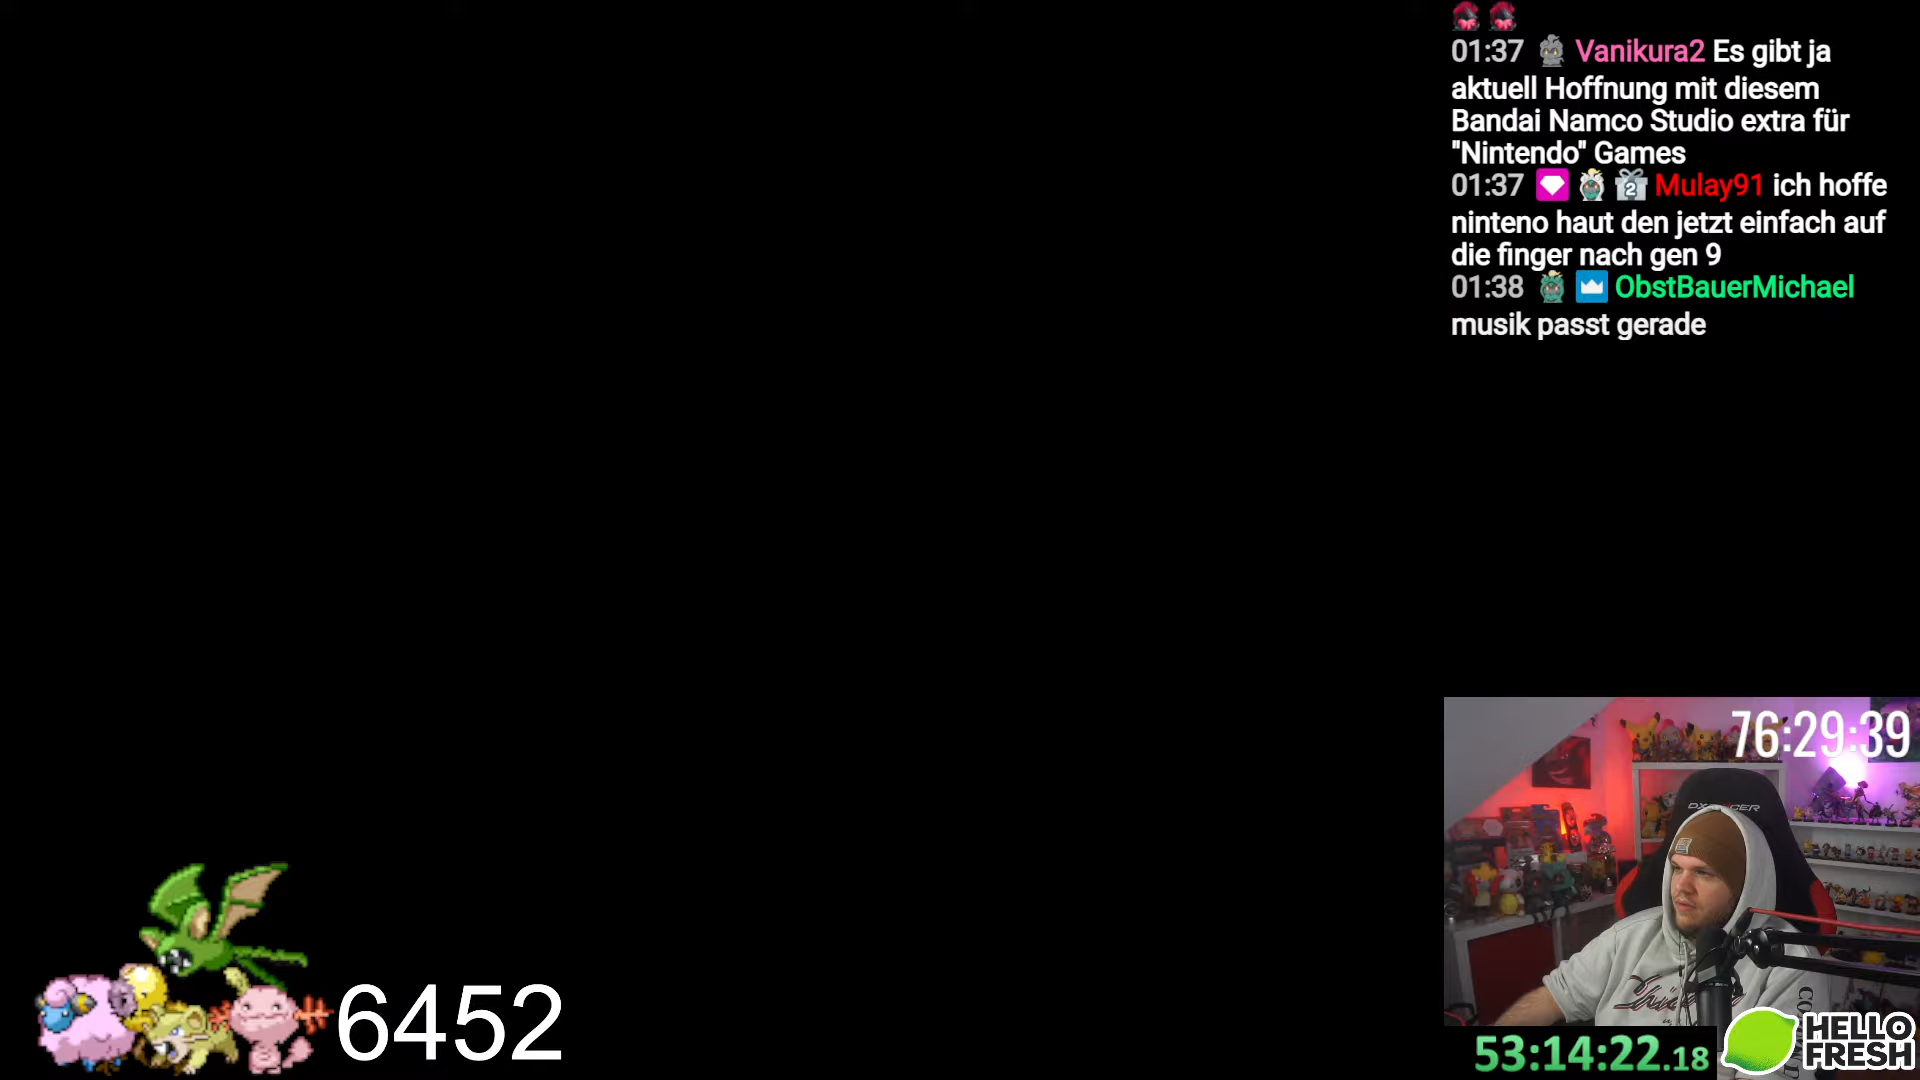 01:37 Vanikura2 Es gibt ja
aktuell Hoffnung mit diesem
Bandai Namco Studio extra für
"Nintendo" Games
01:37 2 Mulay91 ich hoffe
ninteno haut den jetzt einfach auf
die finger nach gen 9
01:38 ObstBauerMichael
musik passt gerade
76:29:39
6452
53:14:22.18
HELLO
FRESH